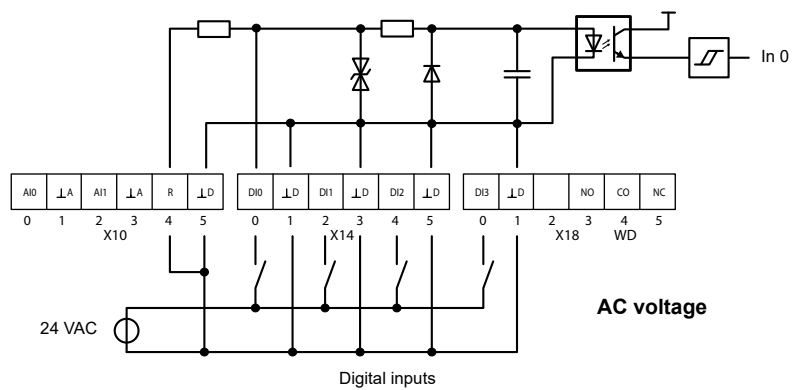 In 0
AI0 ⊥A AI1 ⊥A R ⊥D DI0 ⊥D DI1 ⊥D DI2 ⊥D DI3 ⊥D NO CO NC
0 1 2 3 4 5 0 1 2 3 4 5 0 1 2 3 4 5
X10 X14 X18 WD
AC voltage
24 VAC
Digital inputs